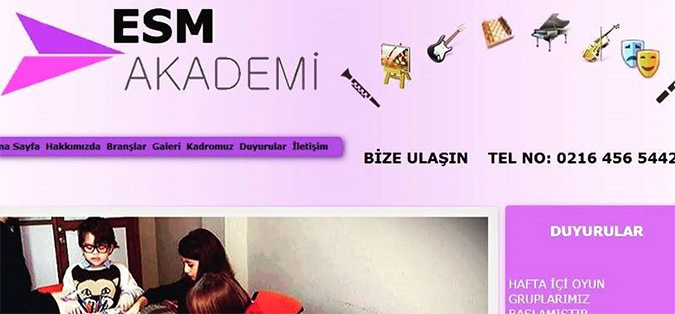 ESM
AKADEMİ
Sayfa Hakkımızda Branşlar Galeri Kadromuz Duyurular İletişim
BİZE ULAŞIN TEL NO: 0216 456 5442
DUYURULAR
HAFTA İÇİ OYUN
GRUPLARIMIZ
BAŞLAMIŞTIR